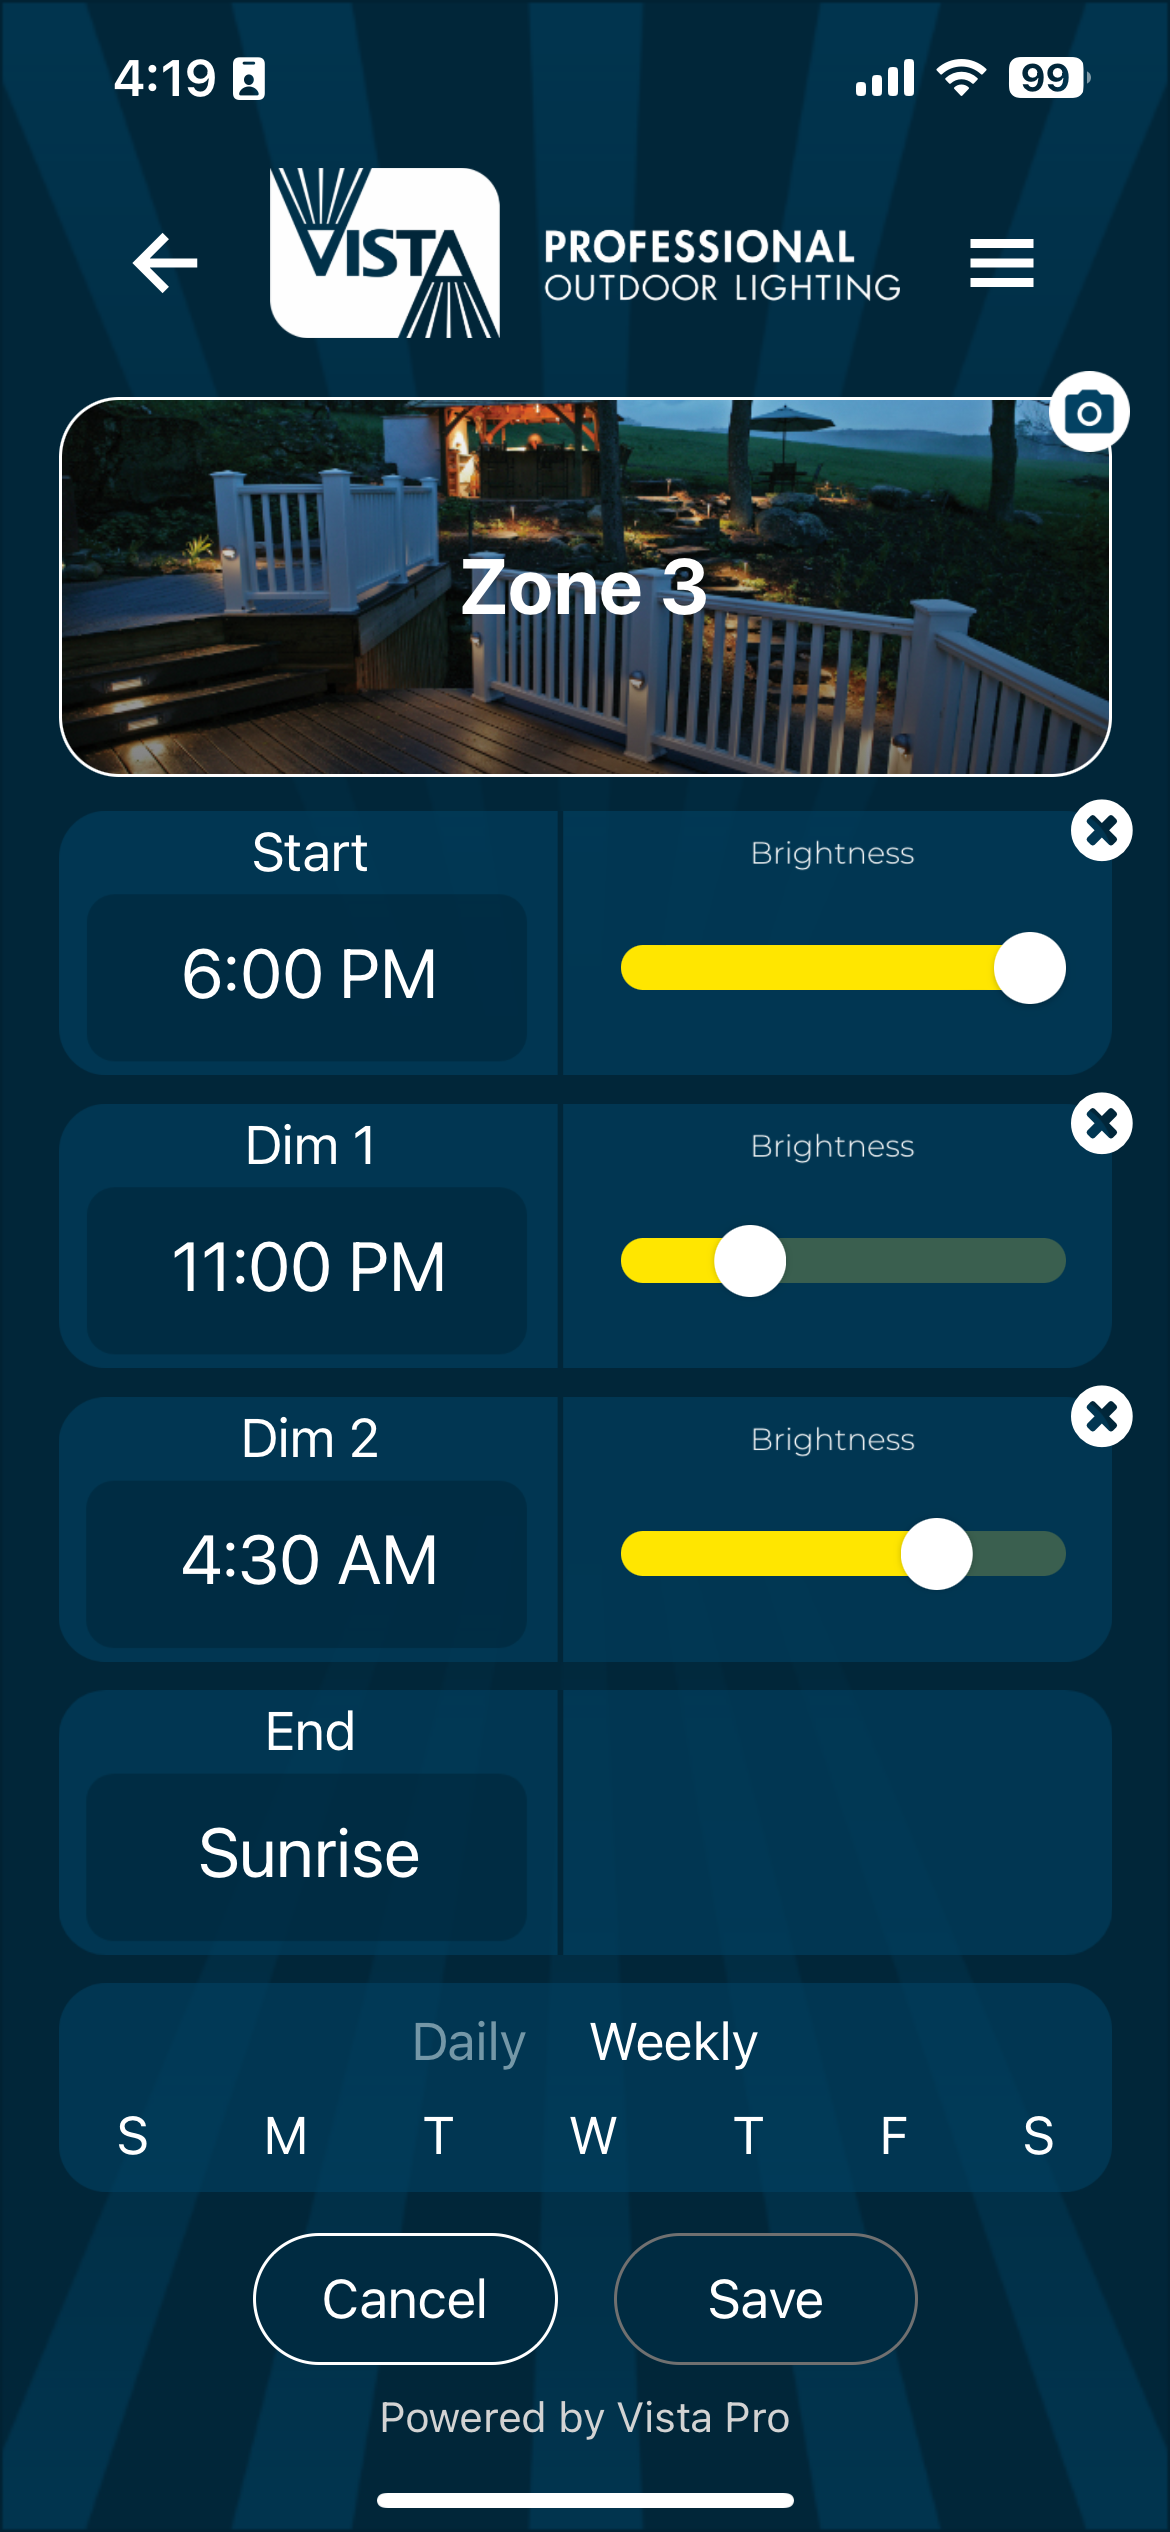 4:19
99
VISTA
PROFESSIONAL
OUTDOOR LIGHTING
Zone 3
Start
Brightness
6:00 PM
Dim 1
Brightness
11:00 PM
Dim 2
Brightness
4:30 AM
End
Sunrise
Daily Weekly
S M T W T F S
Cancel Save
Powered by Vista Pro